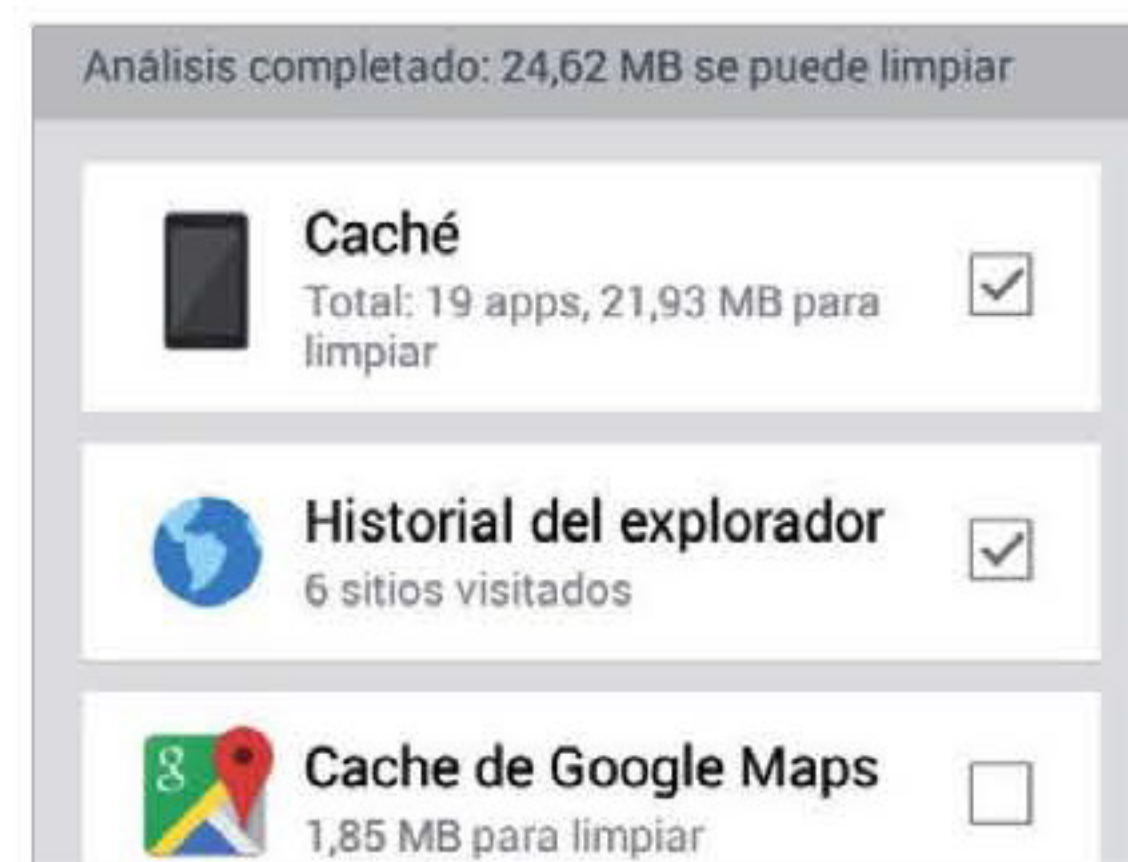 Análisis completado: 24,62 MB se puede limpiar
Caché
Total: 19 apps, 21,93 MB para
limpiar
Historial del explorador
6 sitios visitados
g
Cache de Google Maps
1,85 MB para limpiar